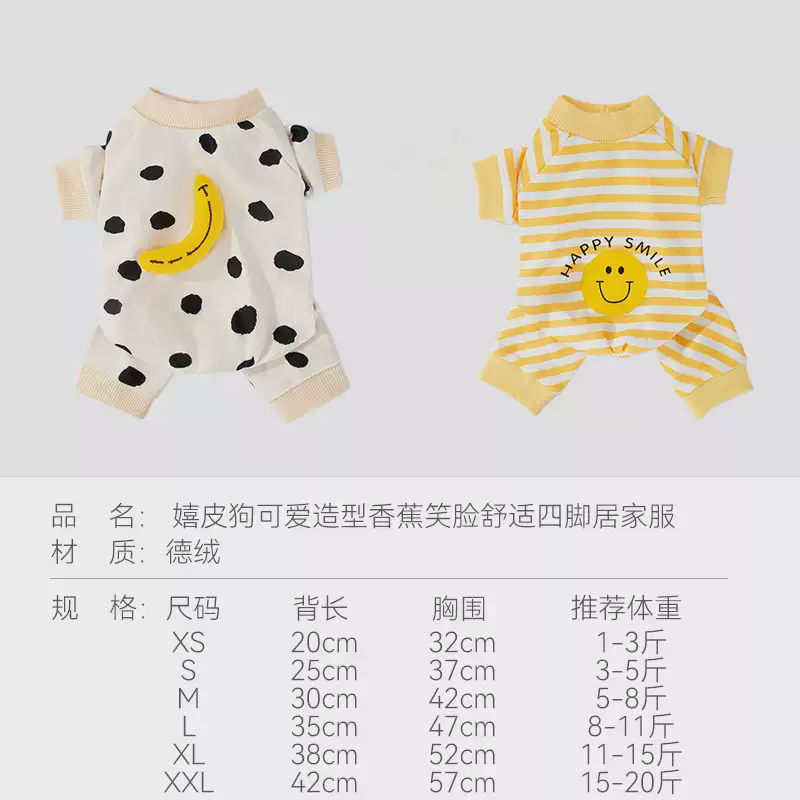 HAPPY SMILE
品 名: 嬉皮狗可爱造型香蕉笑脸舒适四脚居家服
材 质: 德绒
规 格: 尺码 背长 胸围 推荐体重
XS 20cm 32cm 1-3斤
S 25cm 37cm 3-5斤
M 30cm 42cm 5-8斤
L 35cm 47cm 8-11斤
XL 38cm 52cm 11-15斤
XXL 42cm 57cm 15-20斤